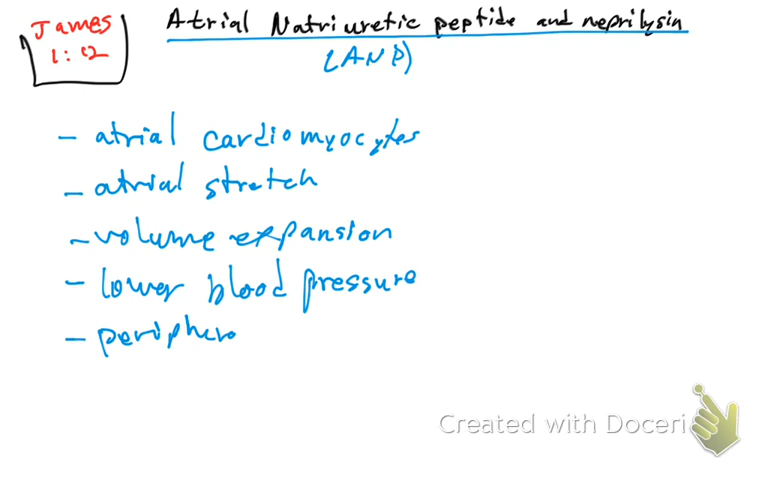 James
1:12
Atrial Natriuretic peptide and neprilysin
(ANP)
- atrial cardiomyocytes
- atrial stretch
- volume expansion
- lower blood pressure
- periphera
Created with Doceri